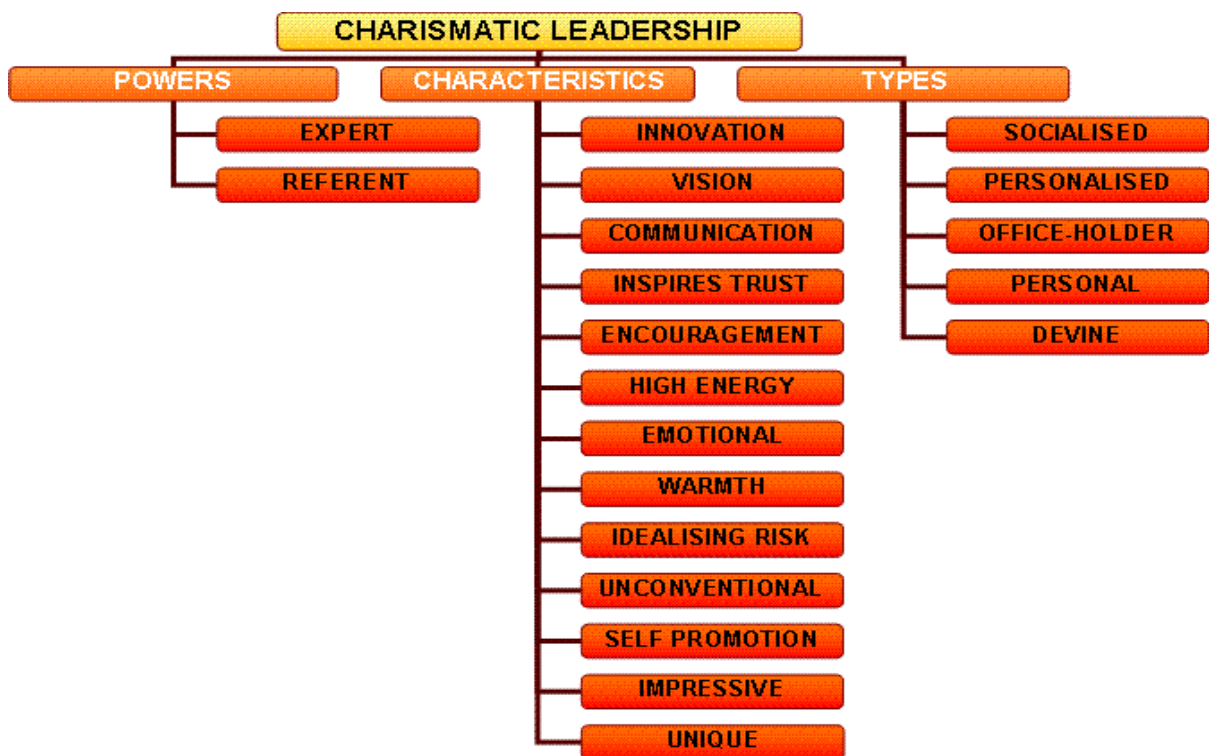 CHARISMATIC LEADERSHIP
POWERS
EXPERT
REFERENT
CHARACTERISTICS
INNOVATION
VISION
COMMUNICATION
INSPIRES TRUST
ENCOURAGEMENT
HIGH ENERGY
EMOTIONAL
WARMTH
IDEALISING RISK
UNCONVENTIONAL
SELF PROMOTION
IMPRESSIVE
UNIQUE
TYPES
SOCIALISED
PERSONALISED
OFFICE-HOLDER
PERSONAL
DEVINE